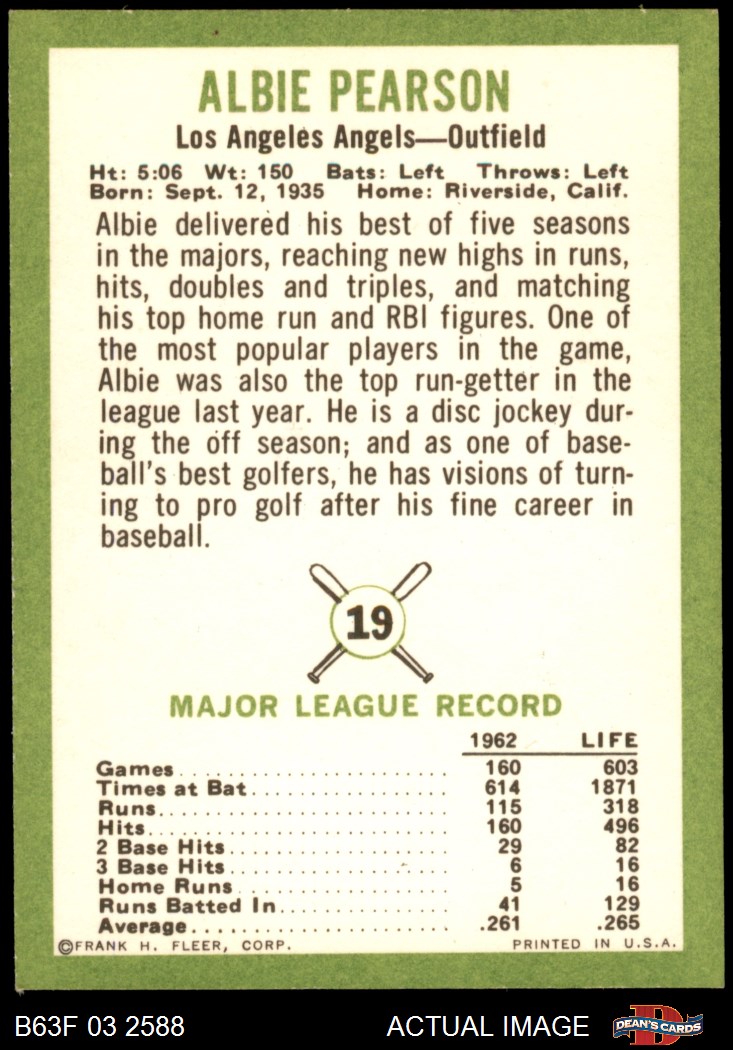 ALBIE PEARSON
Los Angeles Angels—Outfield
Ht: 5:06 Wt: 150 Bats: Left Throws: Left
Born: Sept. 12, 1935 Home: Riverside, Calif.
Albie delivered his best of five seasons
in the majors, reaching new highs in runs,
hits, doubles and triples, and matching
his top home run and RBI figures. One of
the most popular players in the game,
Albie was also the top run-getter in the
league last year. He is a disc jockey dur-
ing the off season; and as one of base-
ball's best golfers, he has visions of turn-
ing to pro golf after his fine career in
baseball.
19
MAJOR LEAGUE RECORD
1962 LIFE
Games 160 603
Times at Bat 614 1871
Runs 115 318
Hits 160 496
2 Base Hits 29 82
3 Base Hits 6 16
Home Runs 5 16
Runs Batted In 41 129
Average .261 .265
©FRANK H. FLEER, CORP. PRINTED IN U.S.A.
B63F 03 2588 ACTUAL IMAGE D DEAN'S CARDS